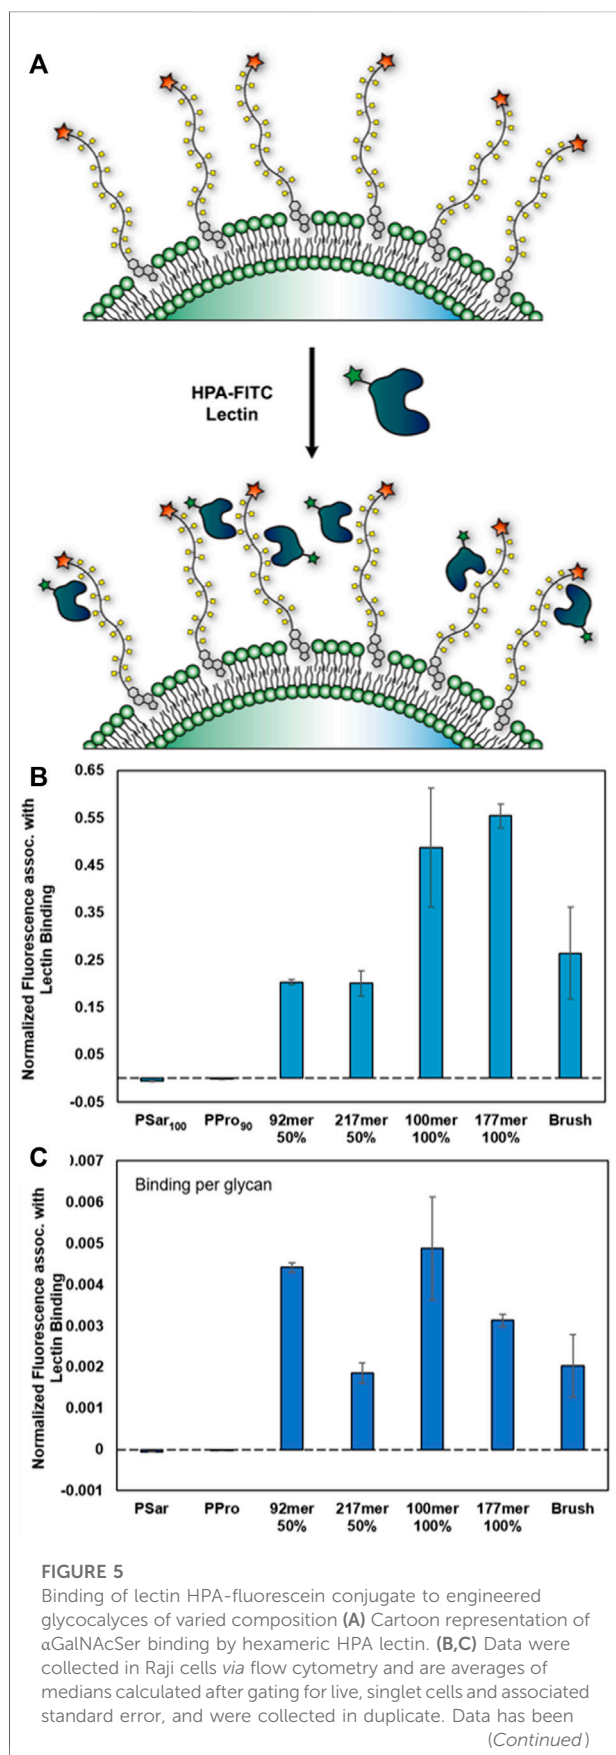 A
HPA-FITC
Lectin
B
Normalized Fluorescence assoc. with
Lectin Binding
0.65
0.55
0.45
0.35
0.25
0.15
0.05
-0.05
PSar100 PPro90 92mer 217mer 100mer 177mer Brush
50% 50% 100% 100%
C
Normalized Fluorescence assoc. with
Lectin Binding
Binding per glycan
0.007
0.006
0.005
0.004
0.003
0.002
0.001
0
-0.001
PSar PPro 92mer 217mer 100mer 177mer Brush
50% 50% 100% 100%
FIGURE 5
Binding of lectin HPA-fluorescein conjugate to engineered
glycocalyces of varied composition (A) Cartoon representation of
αGalNAcSer binding by hexameric HPA lectin. (B,C) Data were
collected in Raji cells via flow cytometry and are averages of
medians calculated after gating for live, singlet cells and associated
standard error, and were collected in duplicate. Data has been
(Continued)